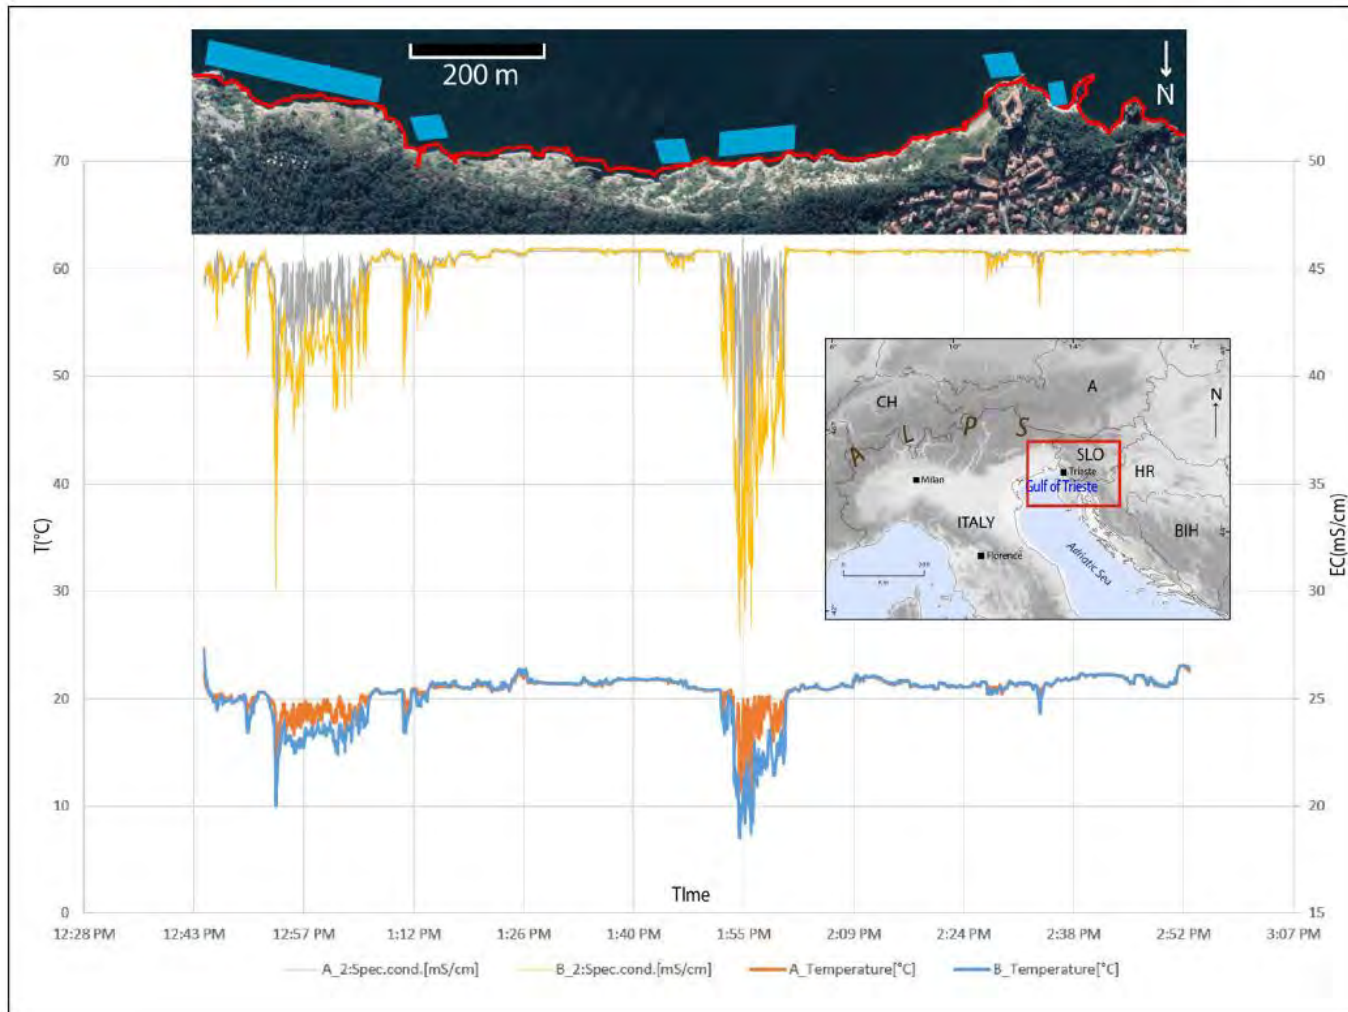 200 m
N
70
60
50
40
30
20
10
0
T(°C)
50
45
40
35
30
25
20
15
EC(mS/cm)
10
14
N
CH
A
A L P S
SLO
Trieste
HR
Milan
Gulf of Trieste
ITALY
BIH
Florence
Adriatic Sea
0
TIme
12:28 PM 12:43 PM 12:57 PM 1:12 PM 1:26 PM 1:40 PM 1:55 PM 2:09 PM 2:24 PM 2:38 PM 2:52 PM 3:07 PM
A_2:Spec.cond.[mS/cm] B_2:Spec.cond.[mS/cm] A_Temperature[°C] B_Temperature[°C]